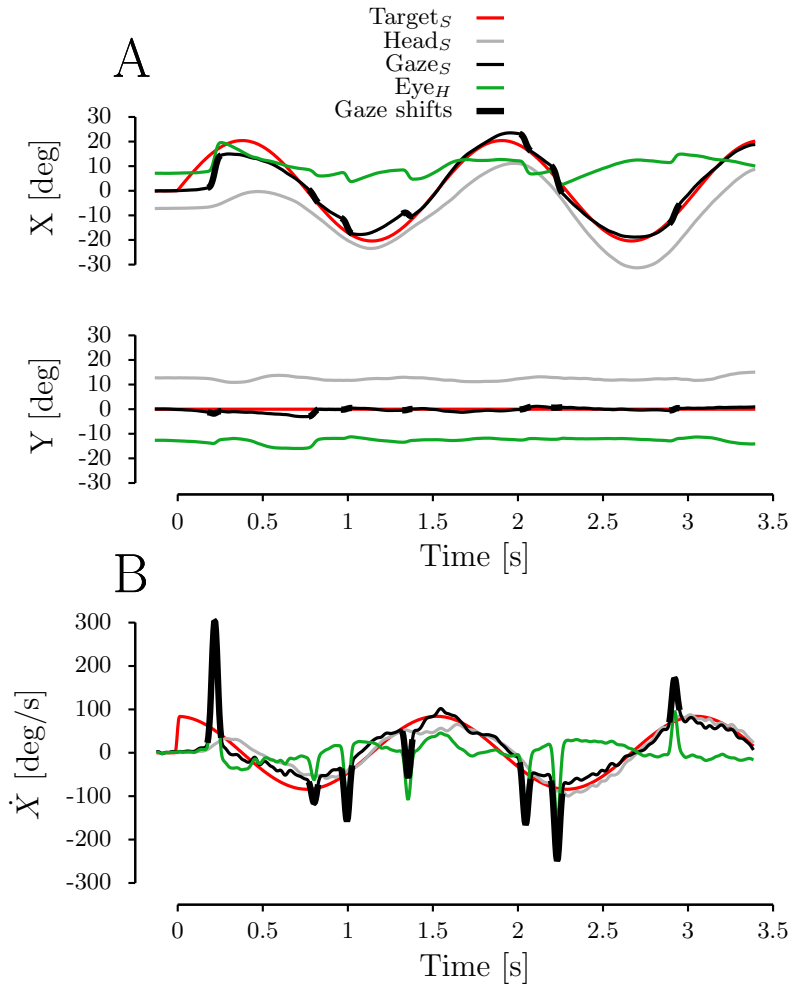 A
Target_S
Head_S
Gaze_S
Eye_H
Gaze shifts
X [deg]
30
20
10
0
-10
-20
-30
Y [deg]
30
20
10
0
-10
-20
30
0 0.5 1 1.5 2 2.5 3 3.5
Time [s]
B
Ẋ [deg/s]
300
200
100
0
-100
-200
-300
0 0.5 1 1.5 2 2.5 3 3.5
Time [s]